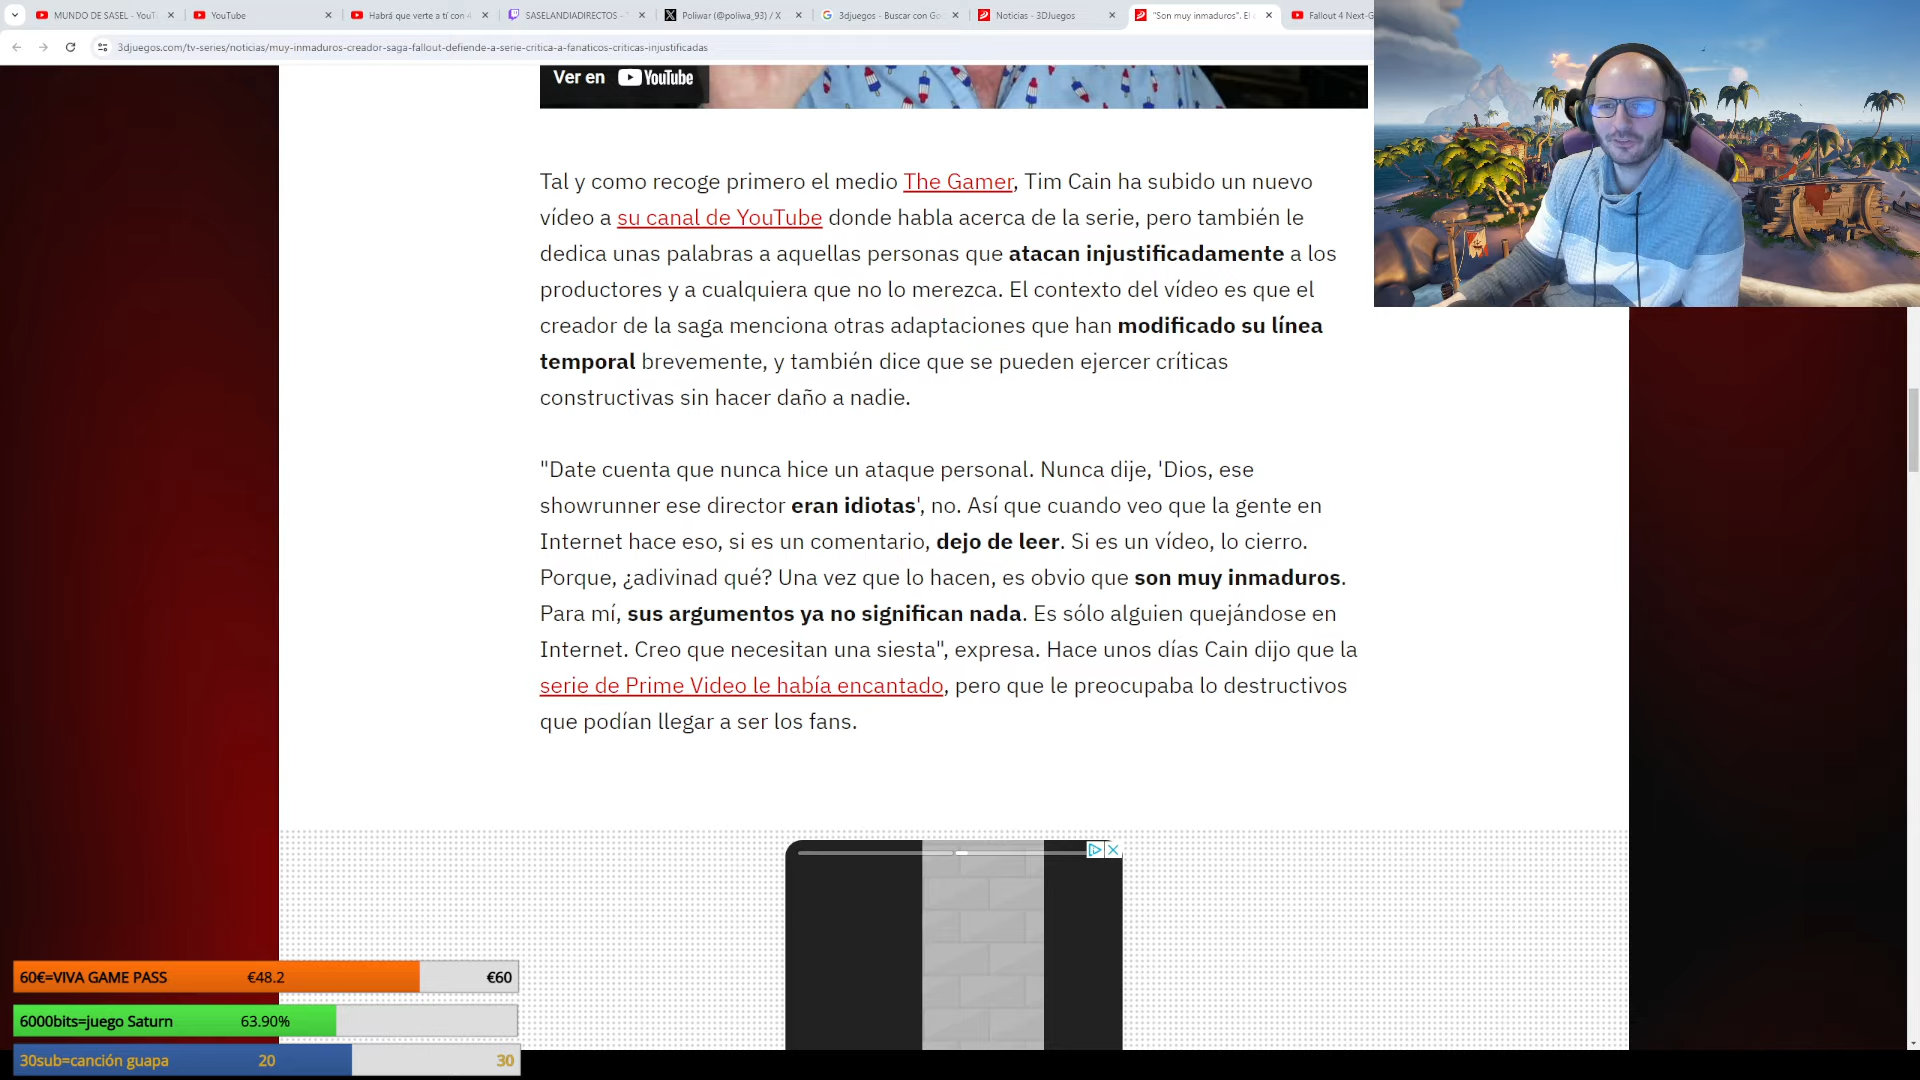 MUNDO DE SASEL - YouT
YouTube
Habrá que verte a tí con 4
SASELANDIADIRECTOS - T
Poliwar (@poliwa_93) / X
3djuegos - Buscar con Go
Noticias - 3DJuegos
"Son muy inmaduros". El c
Fallout 4 Next-G
3djuegos.com/tv-series/noticias/muy-inmaduros-creador-saga-fallout-defiende-a-serie-critica-a-fanaticos-criticas-injustificadas
Ver en YouTube
Tal y como recoge primero el medio The Gamer, Tim Cain ha subido un nuevo
vídeo a su canal de YouTube donde habla acerca de la serie, pero también le
dedica unas palabras a aquellas personas que atacan injustificadamente a los
productores y a cualquiera que no lo merezca. El contexto del vídeo es que el
creador de la saga menciona otras adaptaciones que han modificado su línea
temporal brevemente, y también dice que se pueden ejercer críticas
constructivas sin hacer daño a nadie.
"Date cuenta que nunca hice un ataque personal. Nunca dije, 'Dios, ese
showrunner ese director eran idiotas', no. Así que cuando veo que la gente en
Internet hace eso, si es un comentario, dejo de leer. Si es un vídeo, lo cierro.
Porque, ¿adivinad qué? Una vez que lo hacen, es obvio que son muy inmaduros.
Para mí, sus argumentos ya no significan nada. Es sólo alguien quejándose en
Internet. Creo que necesitan una siesta", expresa. Hace unos días Cain dijo que la
serie de Prime Video le había encantado, pero que le preocupaba lo destructivos
que podían llegar a ser los fans.
60€=VIVA GAME PASS €48.2 €60
6000bits=juego Saturn 63.90%
30sub=canción guapa 20 30